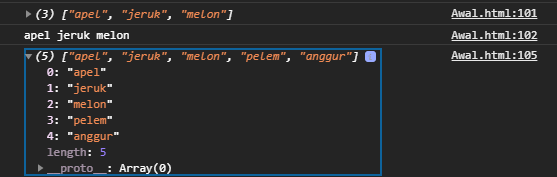 (3) ["apel", "jeruk", "melon"] Awal.html:101
apel jeruk melon Awal.html:102
(5) ["apel", "jeruk", "melon", "pelem", "anggur"] Awal.html:105
0: "apel"
1: "jeruk"
2: "melon"
3: "pelem"
4: "anggur"
length: 5
__proto__: Array(0)